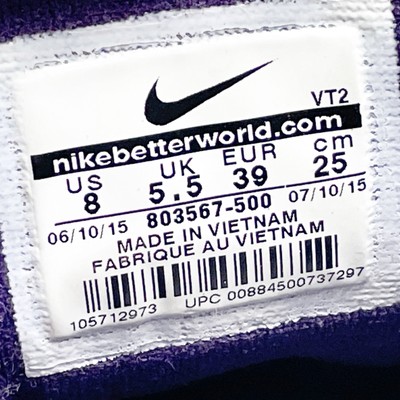 VT2
nikebetterworld.com
US UK EUR cm
8 5.5 39 25
06/10/15 803567-500 07/10/15
MADE IN VIETNAM
FABRIQUE AU VIETNAM
105712973 UPC 00884500737297